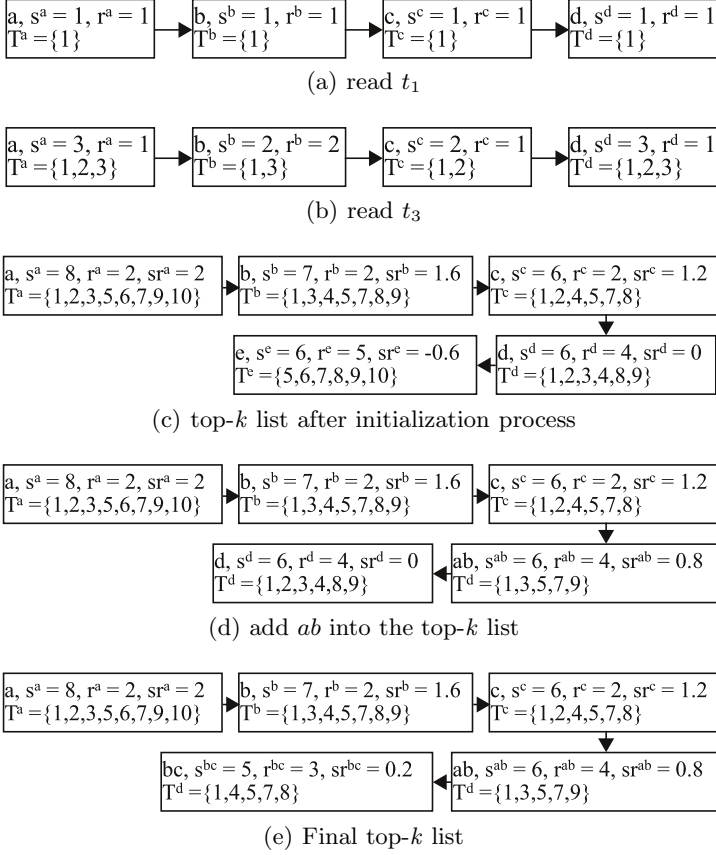 a, sᵃ = 1, rᵃ = 1
Tᵃ ={1}
b, sᵇ = 1, rᵇ = 1
Tᵇ ={1}
c, sᶜ = 1, rᶜ = 1
Tᶜ ={1}
d, sᵈ = 1, rᵈ = 1
Tᵈ ={1}
(a) read t₁
a, sᵃ = 3, rᵃ = 1
Tᵃ ={1,2,3}
b, sᵇ = 2, rᵇ = 2
Tᵇ ={1,3}
c, sᶜ = 2, rᶜ = 1
Tᶜ ={1,2}
d, sᵈ = 3, rᵈ = 1
Tᵈ ={1,2,3}
(b) read t₃
a, sᵃ = 8, rᵃ = 2, srᵃ = 2
Tᵃ ={1,2,3,5,6,7,9,10}
b, sᵇ = 7, rᵇ = 2, srᵇ = 1.6
Tᵇ ={1,3,4,5,7,8,9}
c, sᶜ = 6, rᶜ = 2, srᶜ = 1.2
Tᶜ ={1,2,4,5,7,8}
e, sᵉ = 6, rᵉ = 5, srᵉ = -0.6
Tᵉ ={5,6,7,8,9,10}
d, sᵈ = 6, rᵈ = 4, srᵈ = 0
Tᵈ ={1,2,3,4,8,9}
(c) top-k list after initialization process
a, sᵃ = 8, rᵃ = 2, srᵃ = 2
Tᵃ ={1,2,3,5,6,7,9,10}
b, sᵇ = 7, rᵇ = 2, srᵇ = 1.6
Tᵇ ={1,3,4,5,7,8,9}
c, sᶜ = 6, rᶜ = 2, srᶜ = 1.2
Tᶜ ={1,2,4,5,7,8}
d, sᵈ = 6, rᵈ = 4, srᵈ = 0
Tᵈ ={1,2,3,4,8,9}
ab, sᵃᵇ = 6, rᵃᵇ = 4, srᵃᵇ = 0.8
Tᵈ ={1,3,5,7,9}
(d) add ab into the top-k list
a, sᵃ = 8, rᵃ = 2, srᵃ = 2
Tᵃ ={1,2,3,5,6,7,9,10}
b, sᵇ = 7, rᵇ = 2, srᵇ = 1.6
Tᵇ ={1,3,4,5,7,8,9}
c, sᶜ = 6, rᶜ = 2, srᶜ = 1.2
Tᶜ ={1,2,4,5,7,8}
bc, sᵇᶜ = 5, rᵇᶜ = 3, srᵇᶜ = 0.2
Tᵈ ={1,4,5,7,8}
ab, sᵃᵇ = 6, rᵃᵇ = 4, srᵃᵇ = 0.8
Tᵈ ={1,3,5,7,9}
(e) Final top-k list